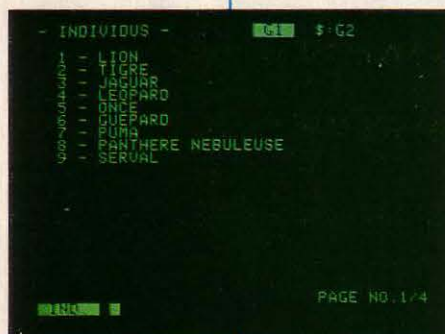 - INDIVIDUS - G1 $:G2
1 - LION
2 - TIGRE
3 - JAGUAR
4 - LEOPARD
5 - ONCE
6 - GUEPARD
7 - PUMA
8 - PANTHERE NEBULEUSE
9 - SERVAL
PAGE NO.1/4
IND.